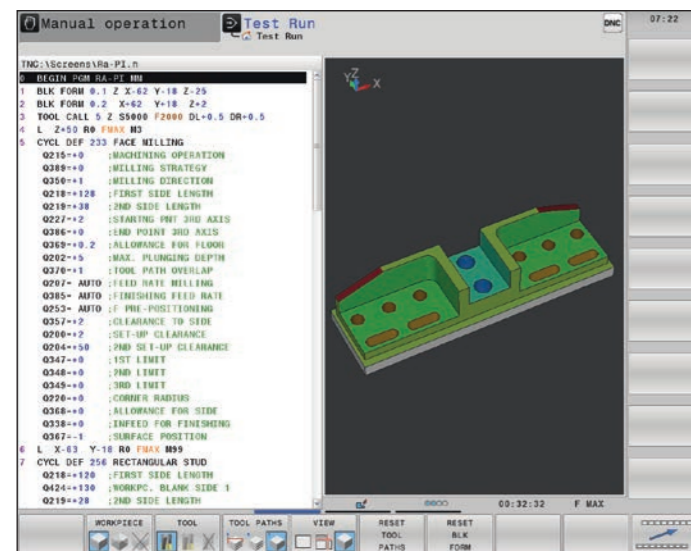 Manual operation
Test Run
Test Run
DNC
07:22
TNC:\Screens\Ra-PI.n
0 BEGIN PGM RA-PI MM
1 BLK FORM 0.1 Z X-62 Y-18 Z-25
2 BLK FORM 0.2 X+62 Y+18 Z+2
3 TOOL CALL 5 Z S5000 F2000 DL+0.5 DR+0.5
4 L Z+50 R0 FMAX M3
5 CYCL DEF 233 FACE MILLING
Q215=+0 ;MACHINING OPERATION
Q389=+0 ;MILLING STRATEGY
Q350=+1 ;MILLING DIRECTION
Q218=+128 ;FIRST SIDE LENGTH
Q219=+38 ;2ND SIDE LENGTH
Q227=+2 ;STARTNG PNT 3RD AXIS
Q386=+0 ;END POINT 3RD AXIS
Q369=+0.2 ;ALLOWANCE FOR FLOOR
Q202=+5 ;MAX. PLUNGING DEPTH
Q370=+1 ;TOOL PATH OVERLAP
Q207= AUTO ;FEED RATE MILLING
Q385= AUTO ;FINISHING FEED RATE
Q253= AUTO ;F PRE-POSITIONING
Q357=+2 ;CLEARANCE TO SIDE
Q200=+2 ;SET-UP CLEARANCE
Q204=+50 ;2ND SET-UP CLEARANCE
Q347=+0 ;1ST LIMIT
Q348=+0 ;2ND LIMIT
Q349=+0 ;3RD LIMIT
Q220=+0 ;CORNER RADIUS
Q368=+0 ;ALLOWANCE FOR SIDE
Q338=+0 ;INFEED FOR FINISHING
Q367=-1 ;SURFACE POSITION
6 L X-63 Y-18 R0 FMAX M99
7 CYCL DEF 256 RECTANGULAR STUD
Q218=+120 ;FIRST SIDE LENGTH
Q424=+130 ;WORKPC. BLANK SIDE 1
Q219=+28 ;2ND SIDE LENGTH
Y Z X
00:32:32 F MAX
WORKPIECE
TOOL
TOOL PATHS
VIEW
RESET TOOL PATHS
RESET BLK FORM